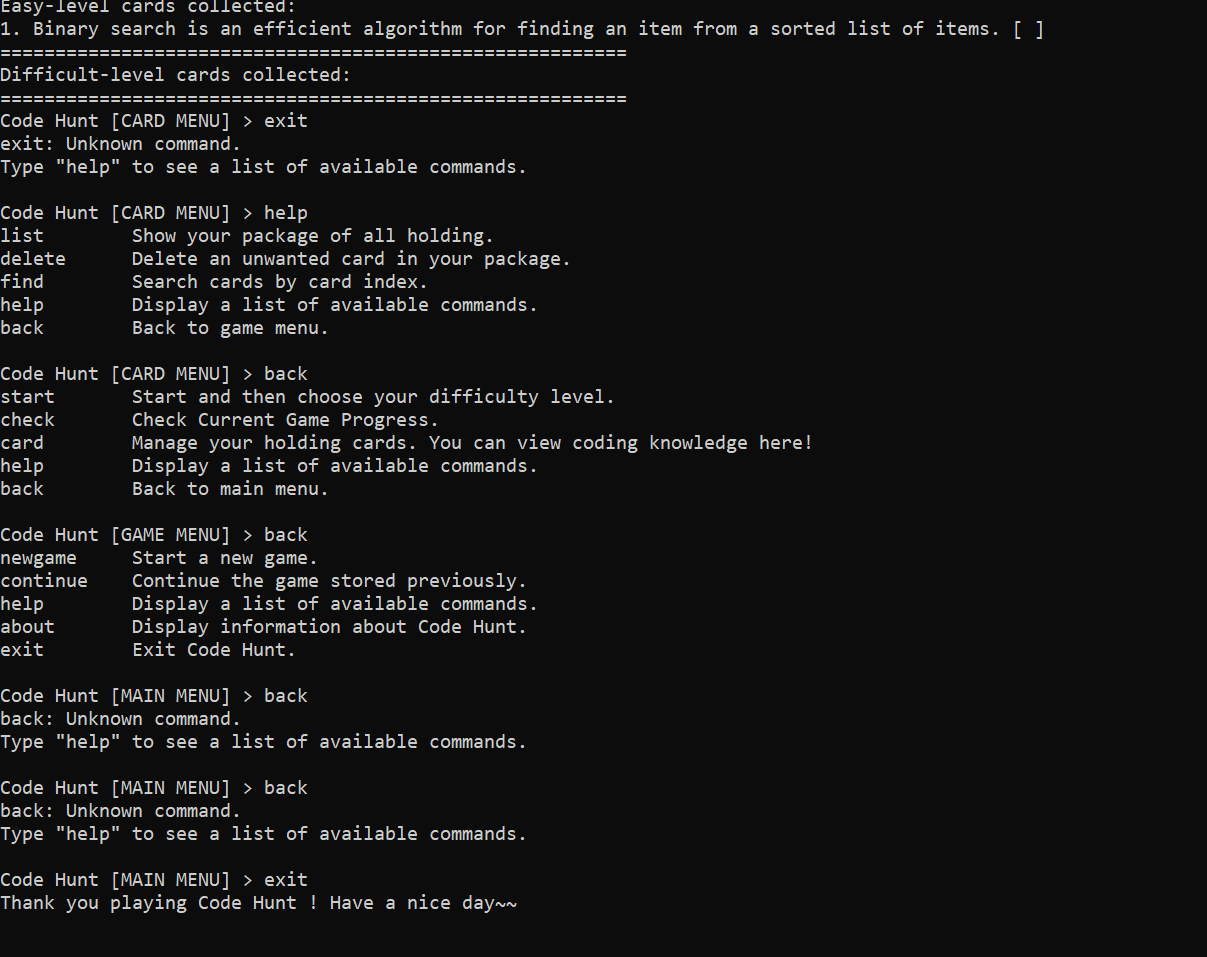 Easy-level cards collected:
1. Binary search is an efficient algorithm for finding an item from a sorted list of items. [ ]
=========================================================
Difficult-level cards collected:
=========================================================
Code Hunt [CARD MENU] > exit
exit: Unknown command.
Type "help" to see a list of available commands.

Code Hunt [CARD MENU] > help
list        Show your package of all holding.
delete      Delete an unwanted card in your package.
find        Search cards by card index.
help        Display a list of available commands.
back        Back to game menu.

Code Hunt [CARD MENU] > back
start       Start and then choose your difficulty level.
check       Check Current Game Progress.
card        Manage your holding cards. You can view coding knowledge here!
help        Display a list of available commands.
back        Back to main menu.

Code Hunt [GAME MENU] > back
newgame     Start a new game.
continue    Continue the game stored previously.
help        Display a list of available commands.
about       Display information about Code Hunt.
exit        Exit Code Hunt.

Code Hunt [MAIN MENU] > back
back: Unknown command.
Type "help" to see a list of available commands.

Code Hunt [MAIN MENU] > back
back: Unknown command.
Type "help" to see a list of available commands.

Code Hunt [MAIN MENU] > exit
Thank you playing Code Hunt ! Have a nice day~~